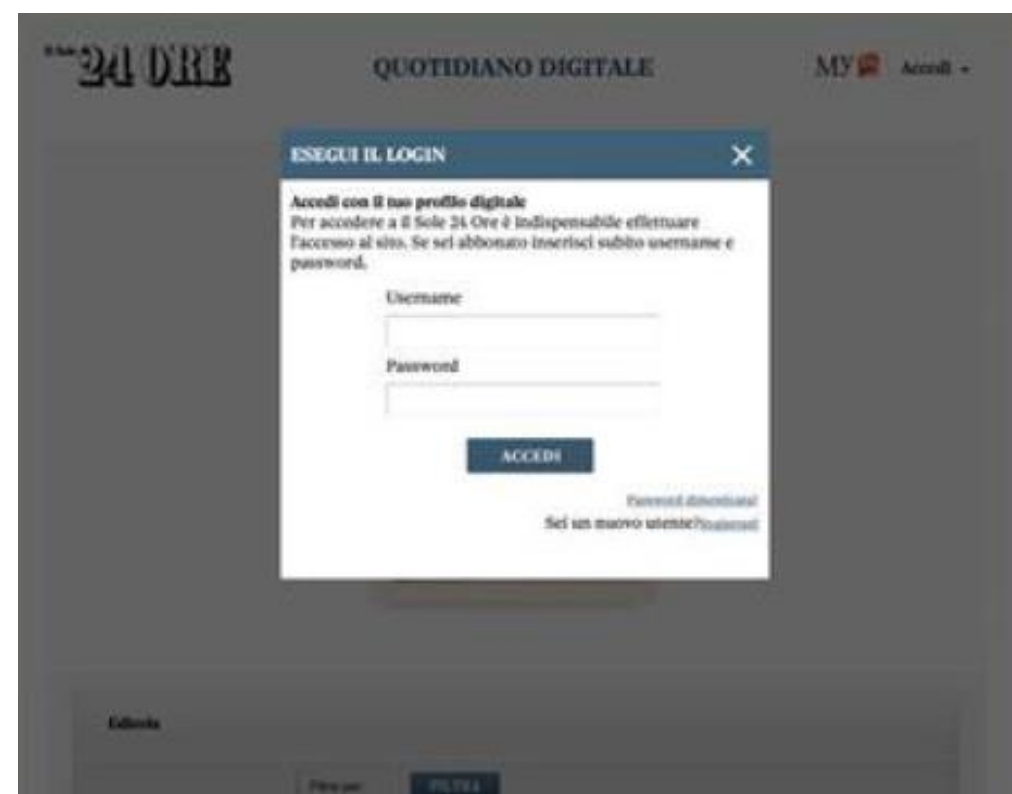 24 ORE
QUOTIDIANO DIGITALE
MY
Accedi
ESEGUI IL LOGIN
Accedi con il tuo profilo digitale
Per accedere a il Sole 24 Ore è indispensabile effettuare
l'accesso al sito. Se sei abbonato inserisci subito username e
password.
Username
Password
ACCEDI
Password dimenticata?
Sei un nuovo utente?
Edicola
FILTRA